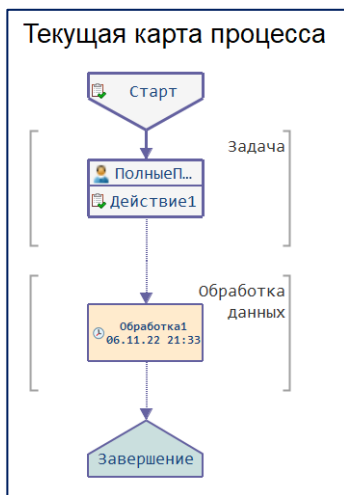 Текущая карта процесса
Старт
Задача
ПолныеП...
Действие1
Обработка
данных
Обработка1
06.11.22 21:33
Завершение